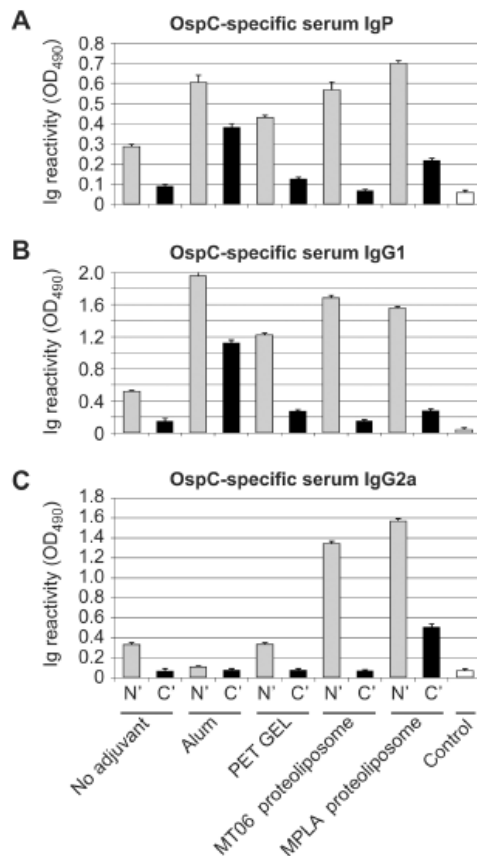 A
OspC-specific serum IgP
Ig reactivity (OD490)
0.8
0.7
0.6
0.5
0.4
0.3
0.2
0.1
0
B
OspC-specific serum IgG1
Ig reactivity (OD490)
2.0
1.6
1.2
0.8
0.4
0
C
OspC-specific serum IgG2a
Ig reactivity (OD490)
1.8
1.6
1.4
1.2
1.0
0.8
0.6
0.4
0.2
0
N' C' N' C' N' C' N' C' N' C'
No adjuvant
Alum
PET GEL
MT06 proteoliposome
MPLA proteoliposome
Control